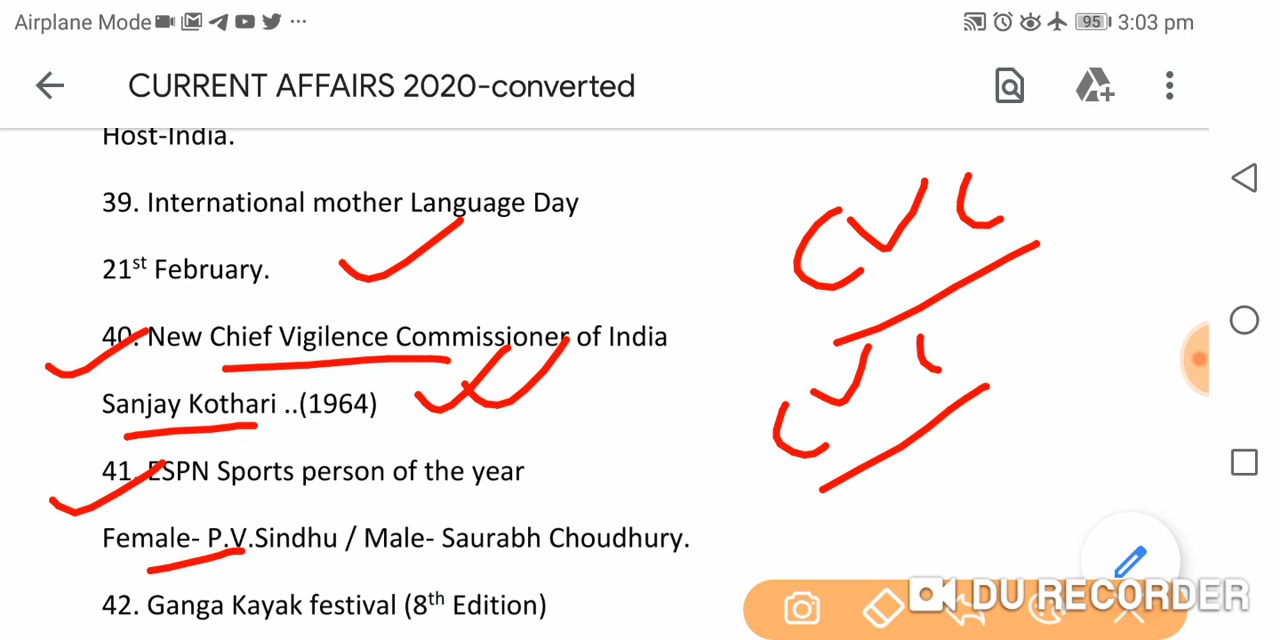 Airplane Mode ... 95 3:03 pm
CURRENT AFFAIRS 2020-converted
Host-India.
39. International mother Language Day
21st February.
40. New Chief Vigilence Commissioner of India
Sanjay Kothari ..(1964)
41. ESPN Sports person of the year
Female- P.V.Sindhu / Male- Saurabh Choudhury.
42. Ganga Kayak festival (8th Edition)
CVC
CVC
DU RECORDER